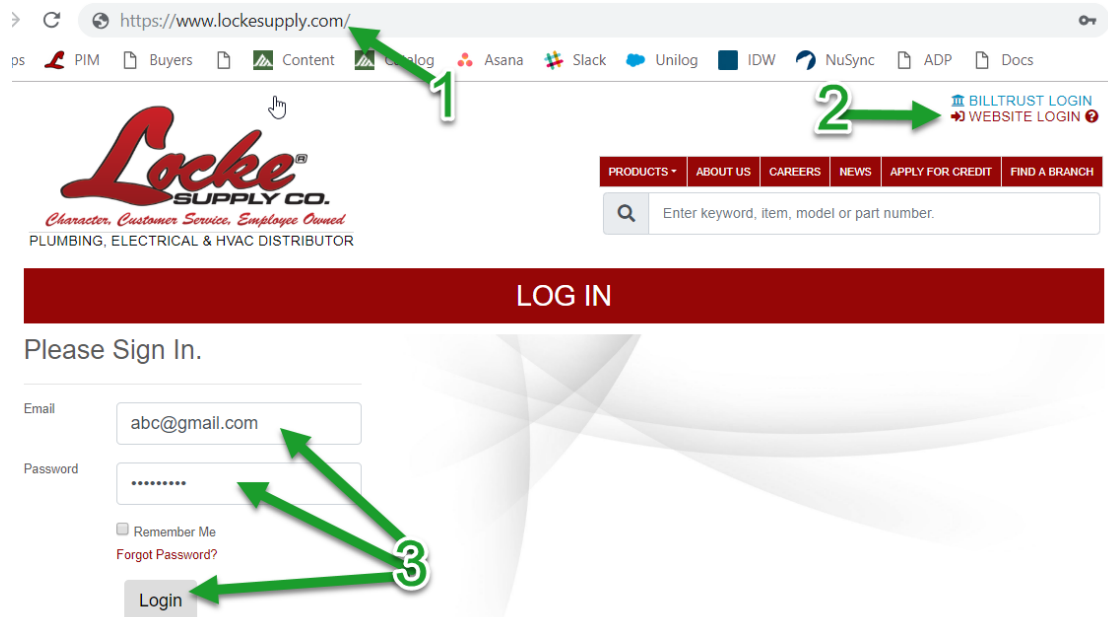 https://www.lockesupply.com/
ps PIM Buyers Content Catalog Asana Slack Unilog IDW NuSync ADP Docs
1
2
BILLTRUST LOGIN
WEBSITE LOGIN ?
Locke®
SUPPLY CO.
Character, Customer Service, Employee Owned
PLUMBING, ELECTRICAL & HVAC DISTRIBUTOR
PRODUCTS ABOUT US CAREERS NEWS APPLY FOR CREDIT FIND A BRANCH
Enter keyword, item, model or part number.
LOG IN
Please Sign In.
Email
abc@gmail.com
Password
•••••••••
Remember Me
Forgot Password?
3
Login